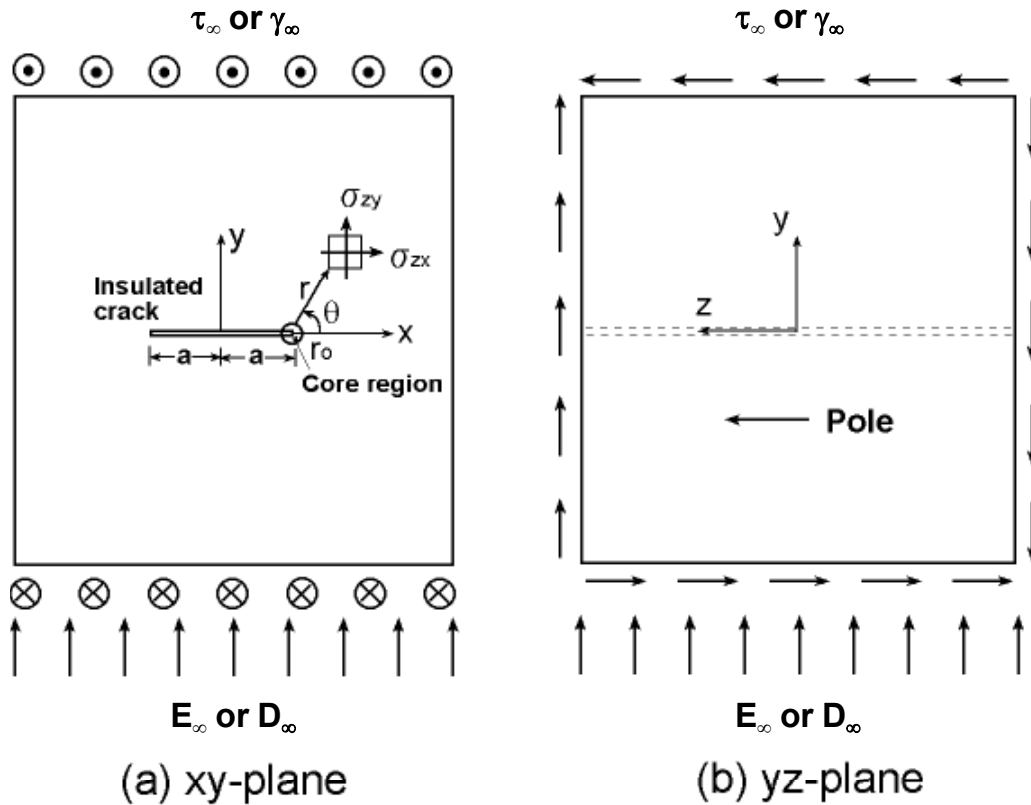 τ∞ or γ∞
σzy
y
σzx
Insulated
crack
r
θ
x
a
a
ro
Core region
E∞ or D∞
(a) xy-plane
τ∞ or γ∞
y
z
Pole
E∞ or D∞
(b) yz-plane